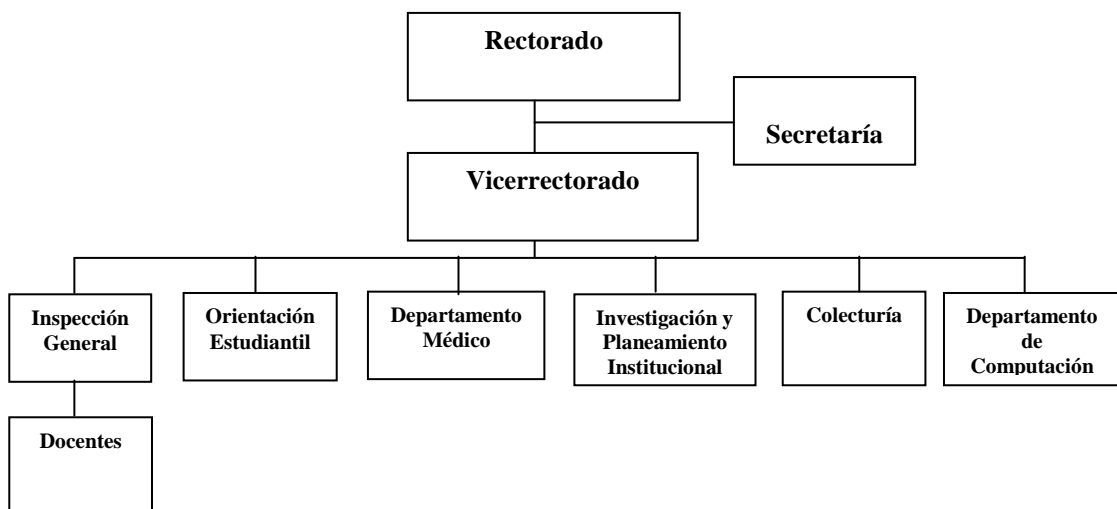 Rectorado
Secretaría
Vicerrectorado
Inspección
General
Orientación
Estudiantil
Departamento
Médico
Investigación y
Planeamiento
Institucional
Colecturía
Departamento
de
Computación
Docentes